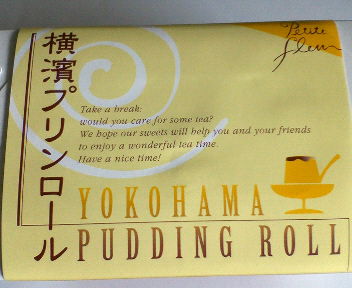 Petite
fleur
横濱プリンロール
Take a break:
would you care for some tea?
We hope our sweets will help you and your friends
to enjoy a wonderful tea time.
Have a nice time!
YOKOHAMA
PUDDING ROLL